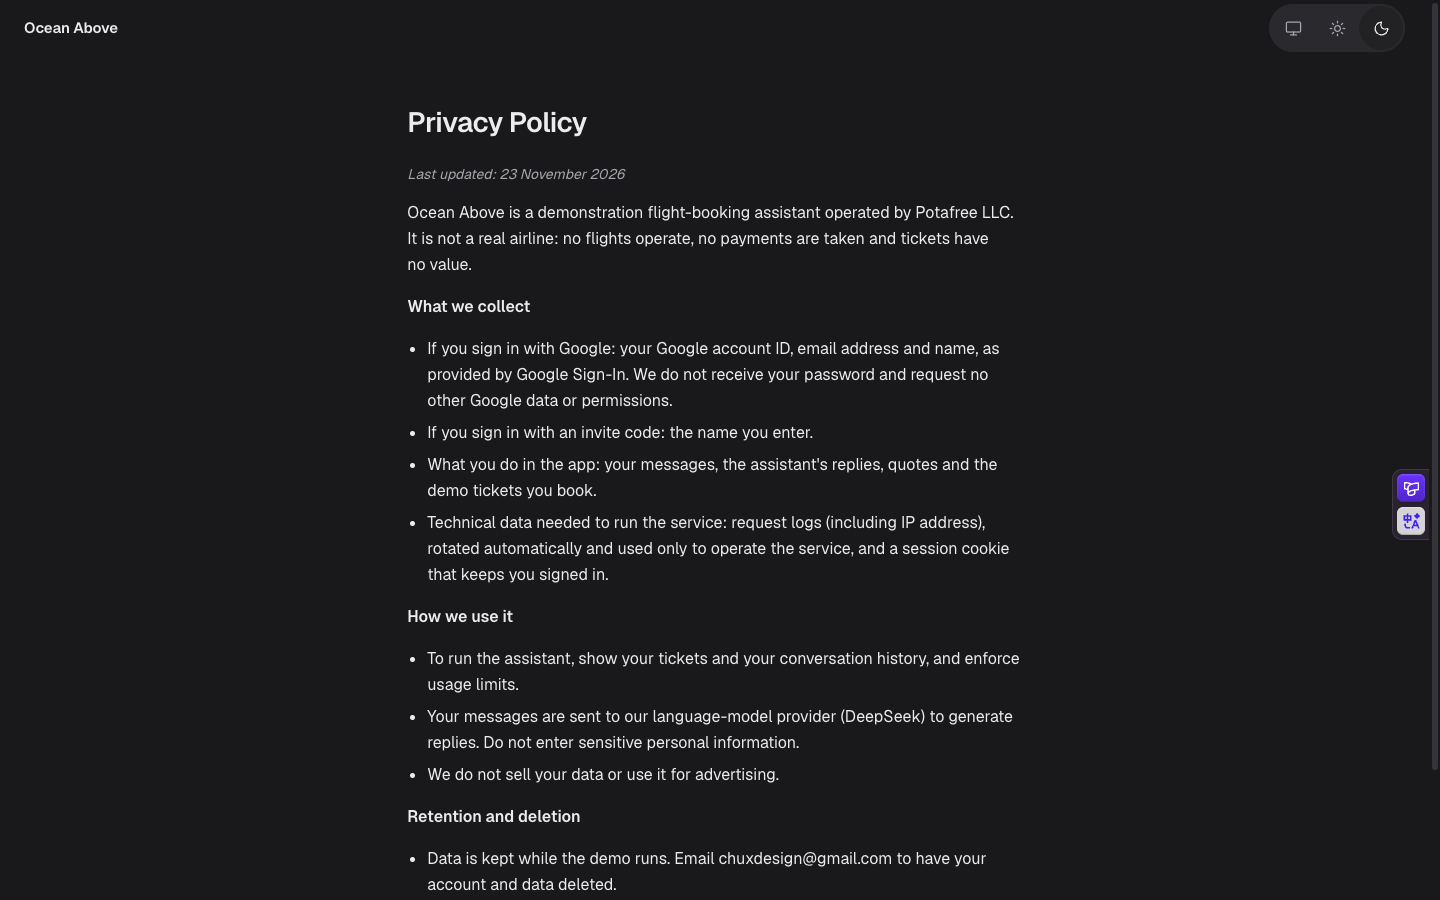 Ocean Above
Privacy Policy
Last updated: 23 November 2026
Ocean Above is a demonstration flight-booking assistant operated by Potafree LLC.
It is not a real airline: no flights operate, no payments are taken and tickets have
no value.
What we collect
• If you sign in with Google: your Google account ID, email address and name, as
provided by Google Sign-In. We do not receive your password and request no
other Google data or permissions.
• If you sign in with an invite code: the name you enter.
• What you do in the app: your messages, the assistant's replies, quotes and the
demo tickets you book.
• Technical data needed to run the service: request logs (including IP address),
rotated automatically and used only to operate the service, and a session cookie
that keeps you signed in.
How we use it
• To run the assistant, show your tickets and your conversation history, and enforce
usage limits.
• Your messages are sent to our language-model provider (DeepSeek) to generate
replies. Do not enter sensitive personal information.
• We do not sell your data or use it for advertising.
Retention and deletion
• Data is kept while the demo runs. Email chuxdesign@gmail.com to have your
account and data deleted.